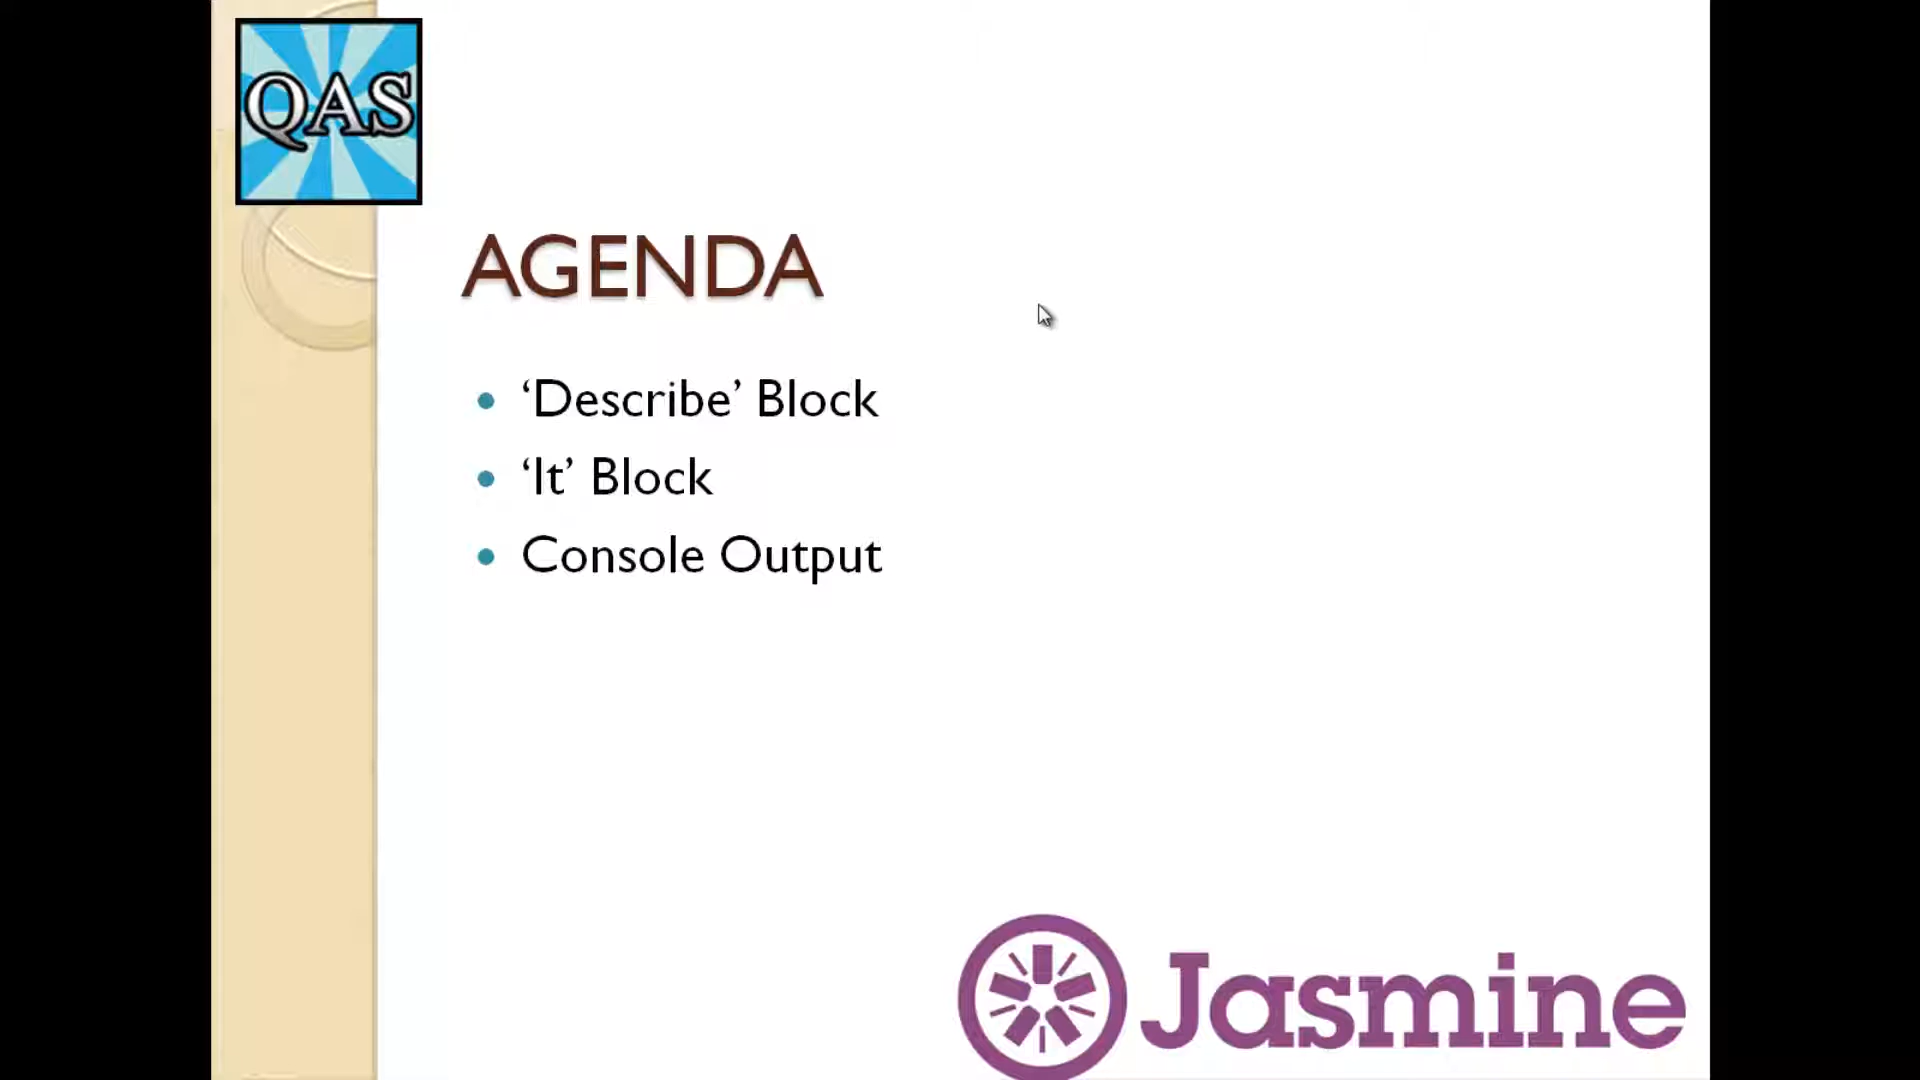 QAS
AGENDA
‘Describe’ Block
‘It’ Block
Console Output
Jasmine